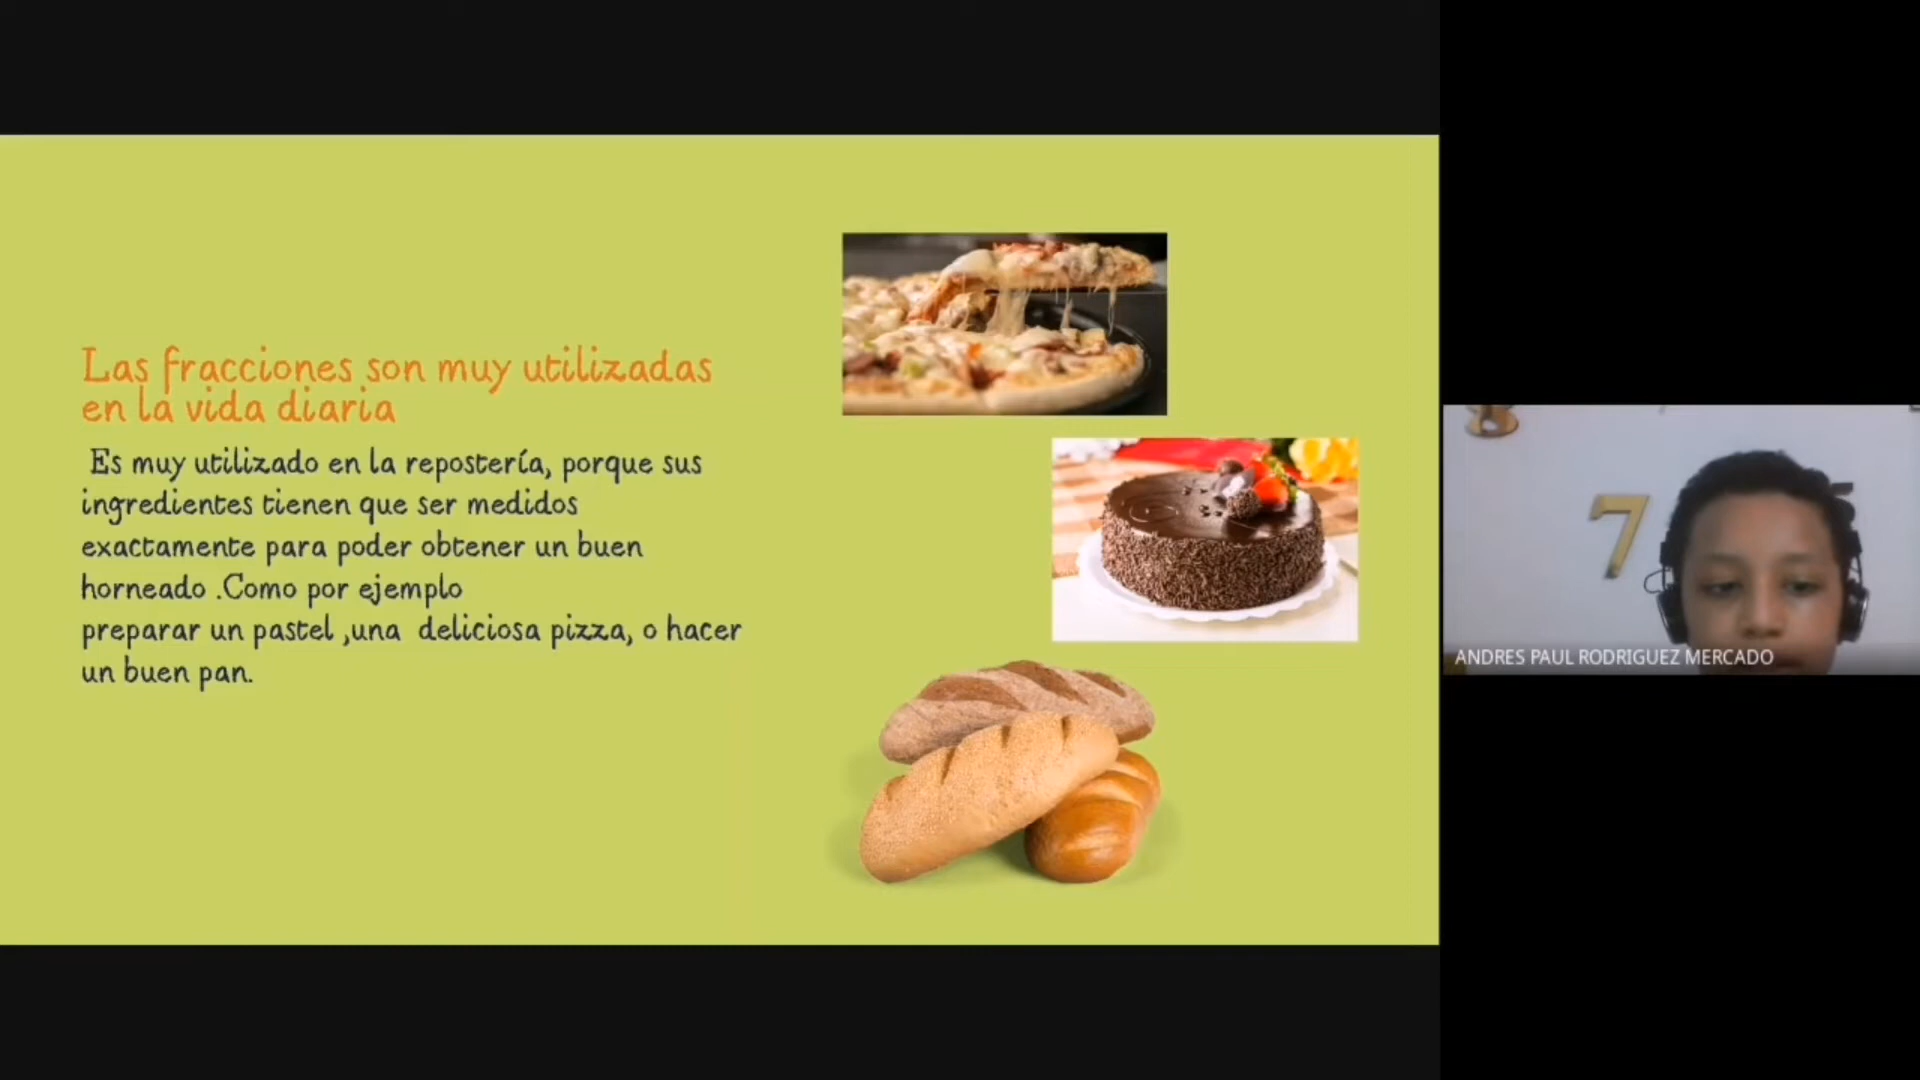 Las fracciones son muy utilizadas
en la vida diaria
Es muy utilizado en la repostería, porque sus
ingredientes tienen que ser medidos
exactamente para poder obtener un buen
horneado .Como por ejemplo
preparar un pastel ,una deliciosa pizza, o hacer
un buen pan.
7
ANDRES PAUL RODRIGUEZ MERCADO